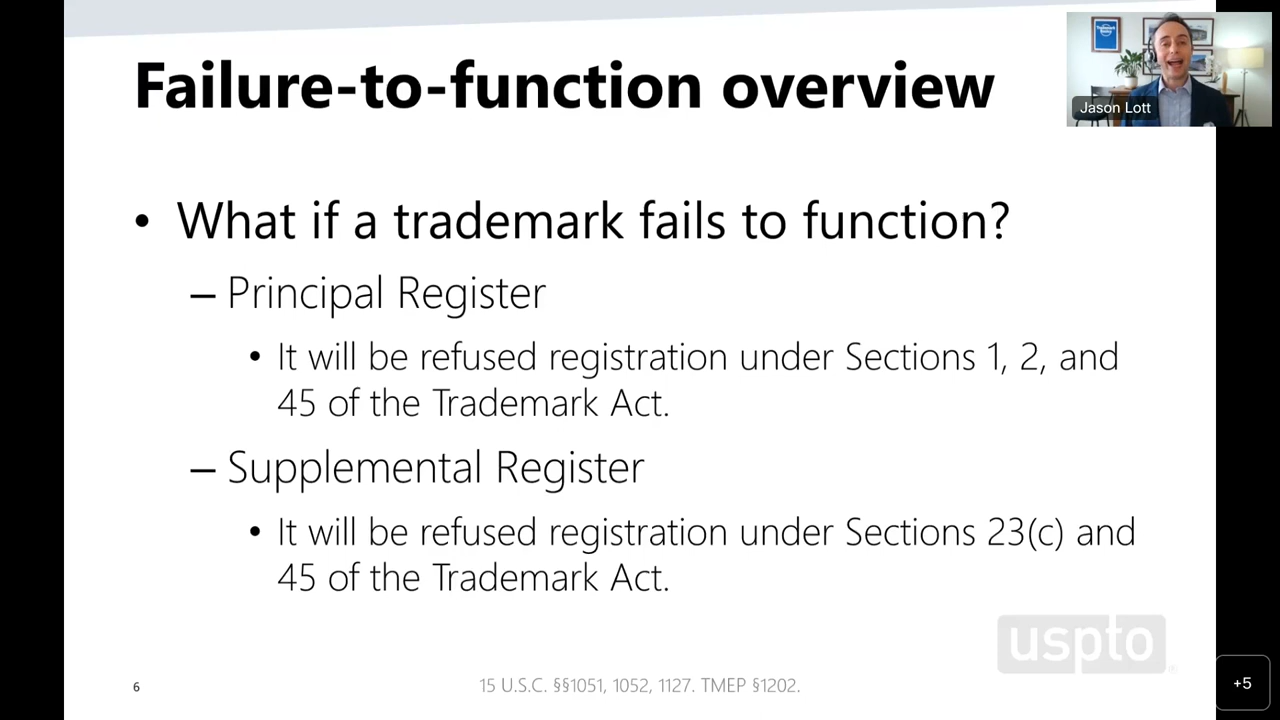 Failure-to-function overview
Jason Lott
• What if a trademark fails to function?
– Principal Register
• It will be refused registration under Sections 1, 2, and
45 of the Trademark Act.
– Supplemental Register
• It will be refused registration under Sections 23(c) and
45 of the Trademark Act.
uspto®
6
15 U.S.C. §§1051, 1052, 1127. TMEP §1202.
+5